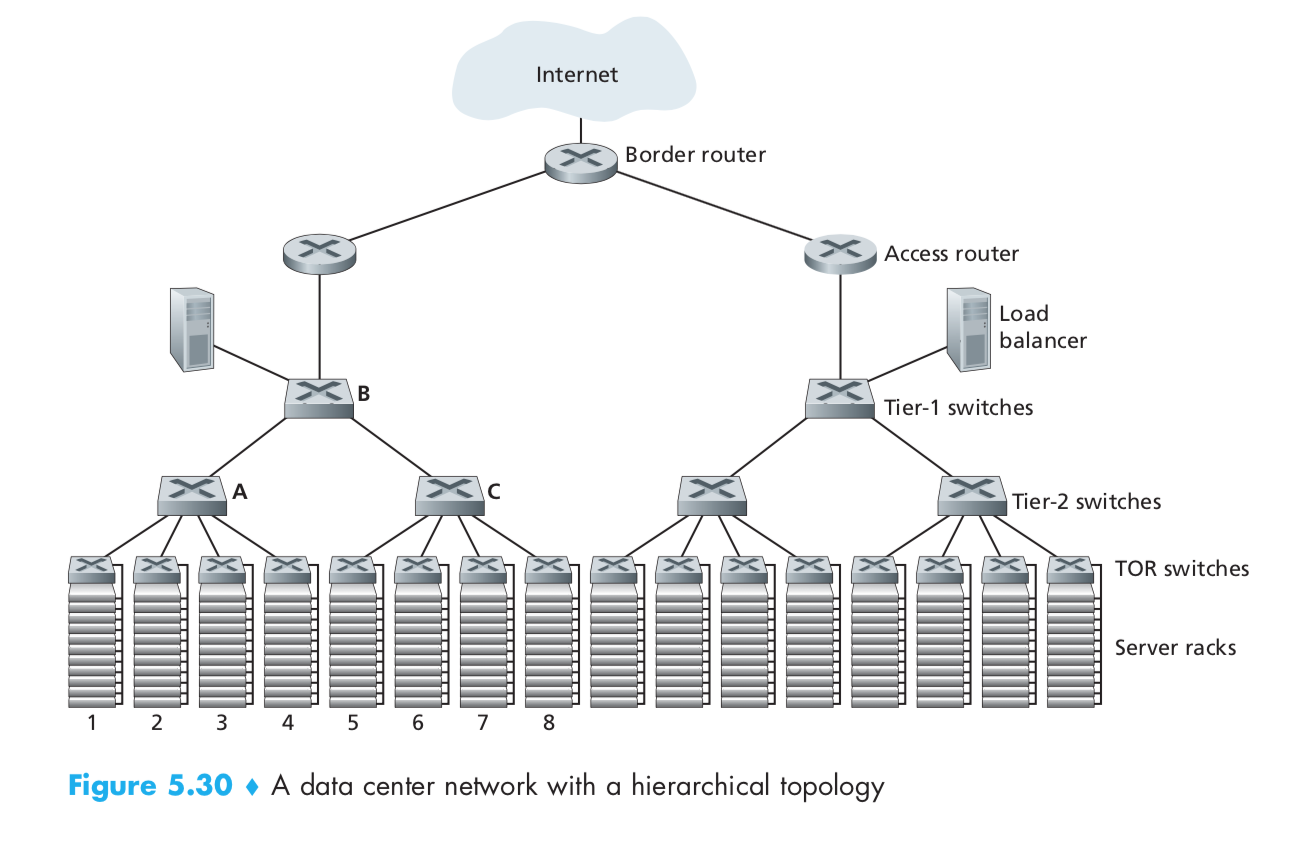 Internet
Border router
Access router
Load
balancer
B
Tier-1 switches
A
C
Tier-2 switches
TOR switches
Server racks
1 2 3 4 5 6 7 8
Figure 5.30 ♦ A data center network with a hierarchical topology